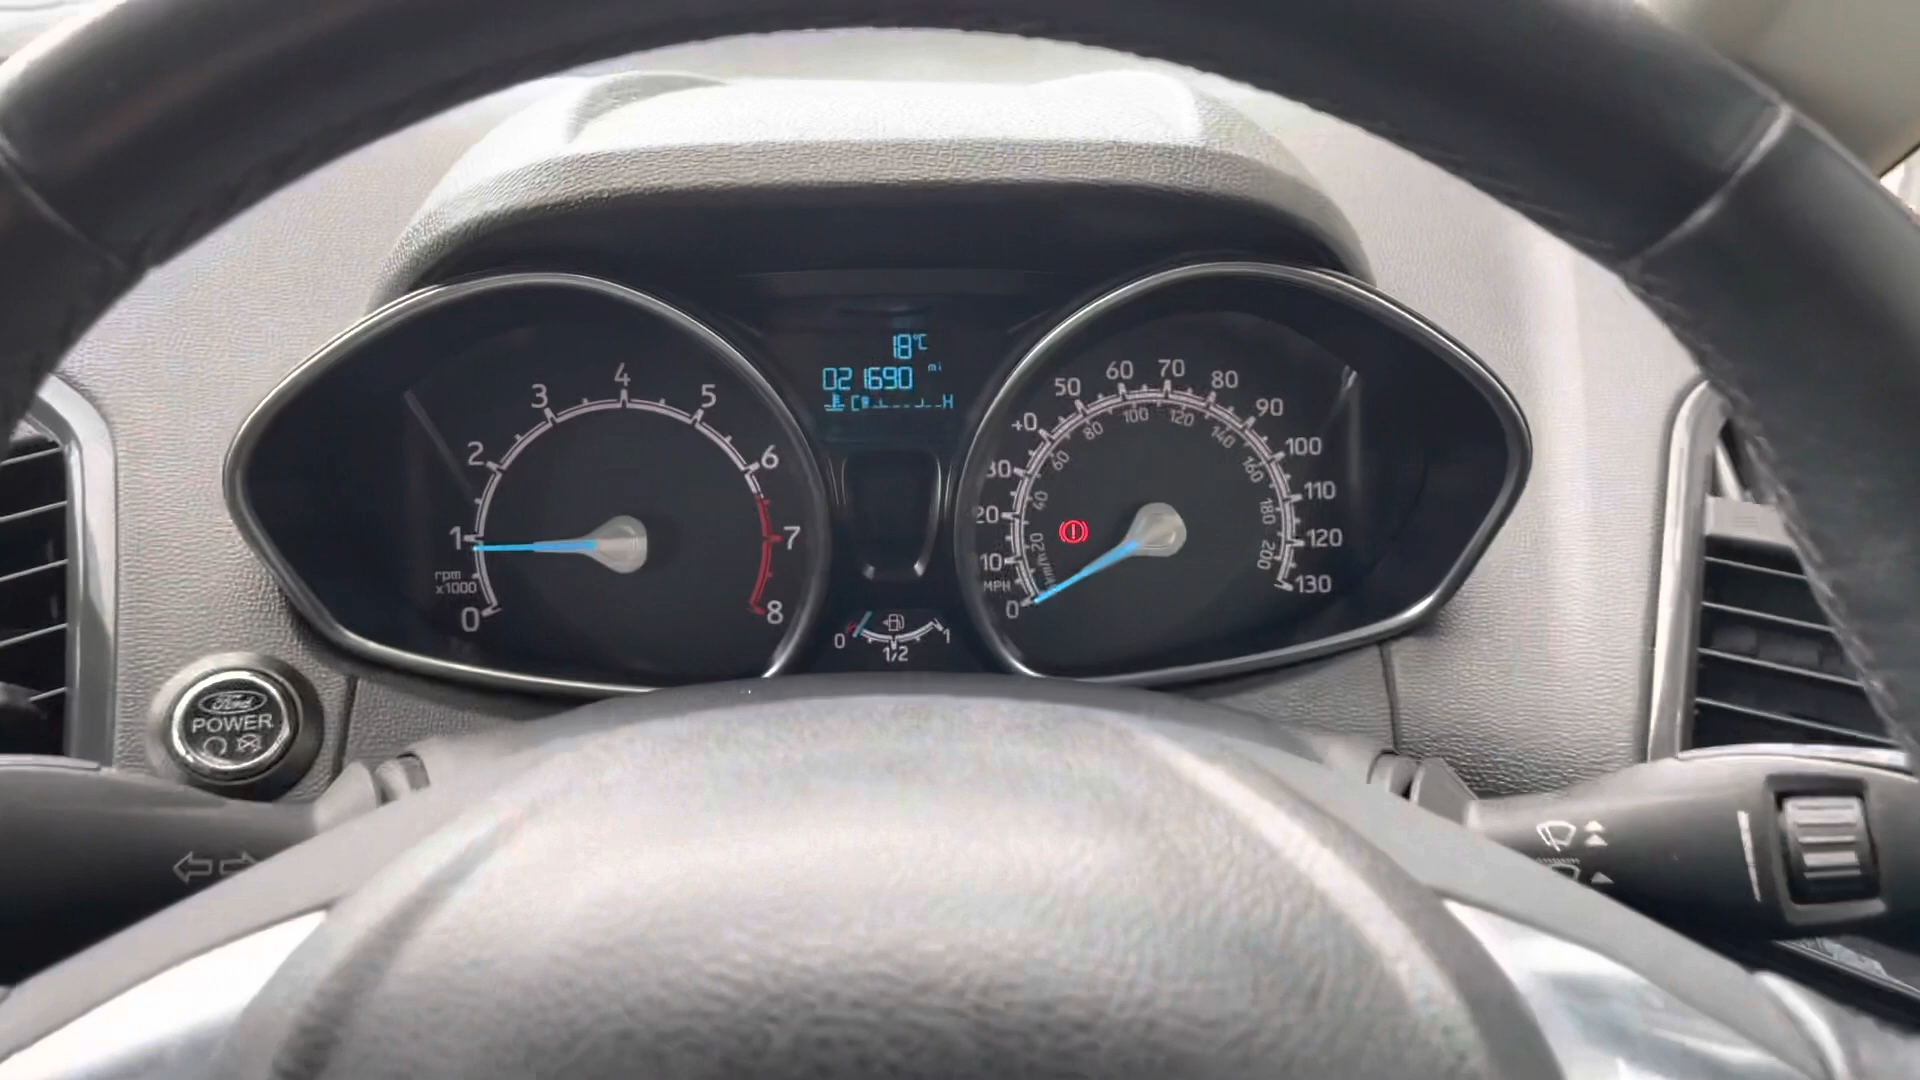 18°C
021690 mi
C H
0 1 2 3 4 5 6 7 8
rpm
x1000
0 10 20 30 40 50 60 70 80 90 100 110 120 130
MPH
20 40 60 80 100 120 140 160 180 200
km/h
0 1/2 1
Ford
POWER